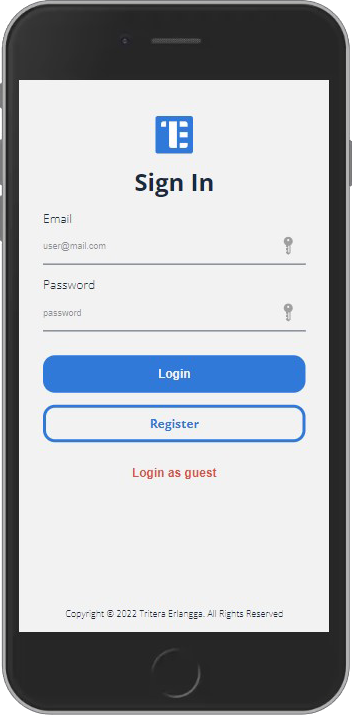 TE
Sign In
Email
user@mail.com
Password
password
Login
Register
Login as guest
Copyright © 2022 Tritera Erlangga. All Rights Reserved